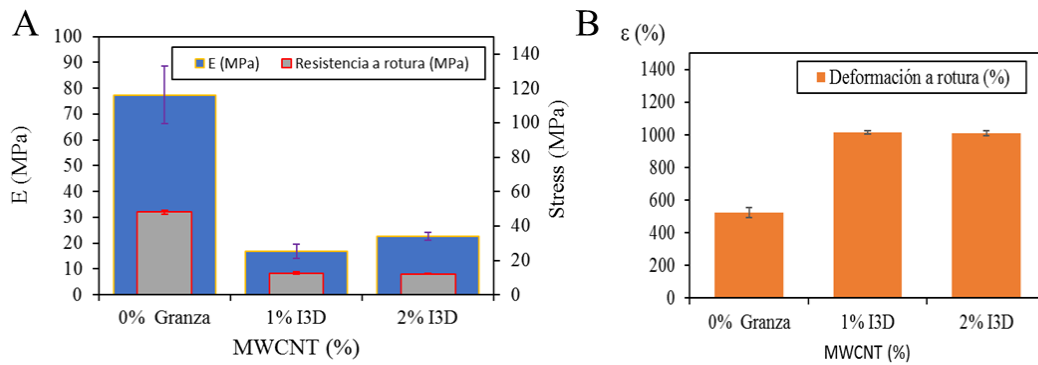 A
E (MPa)
Resistencia a rotura (MPa)
100
90
80
70
60
50
40
30
20
10
0
E (MPa)
140
120
100
80
60
40
20
0
Stress (MPa)
0% Granza
1% I3D
2% I3D
MWCNT (%)
B
ε (%)
Deformación a rotura (%)
1400
1200
1000
800
600
400
200
0
0% Granza
1% I3D
2% I3D
MWCNT (%)